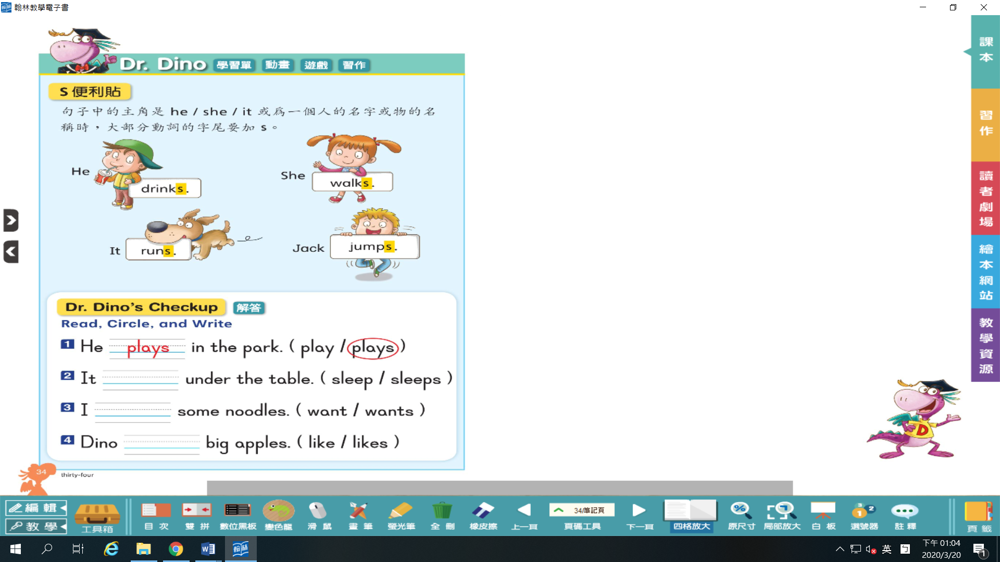 翰林教學電子書
Dr. Dino 學習單 動畫 遊戲 習作
S 便利貼
句子中的主角是 he / she / it 或為一個人的名字或物的名
稱時，大部分動詞的字尾要加 s。
He drinks.
She walks.
It runs.
Jack jumps.
Dr. Dino's Checkup 解答
Read, Circle, and Write
1 He plays in the park. ( play / plays )
2 It under the table. ( sleep / sleeps )
3 I some noodles. ( want / wants )
4 Dino big apples. ( like / likes )
34 thirty-four
課本
習作
讀者劇場
繪本網站
教學資源
D
編輯
教學
工具箱
目次
雙拼
數位黑板
變色龍
滑鼠
畫筆
螢光筆
全刪
橡皮擦
上一頁
34/筆記頁
頁碼工具
下一頁
四格放大
原尺寸
局部放大
白板
3 1 2
選號器
註釋
頁籤
翰林
英
下午 01:04
2020/3/20
1